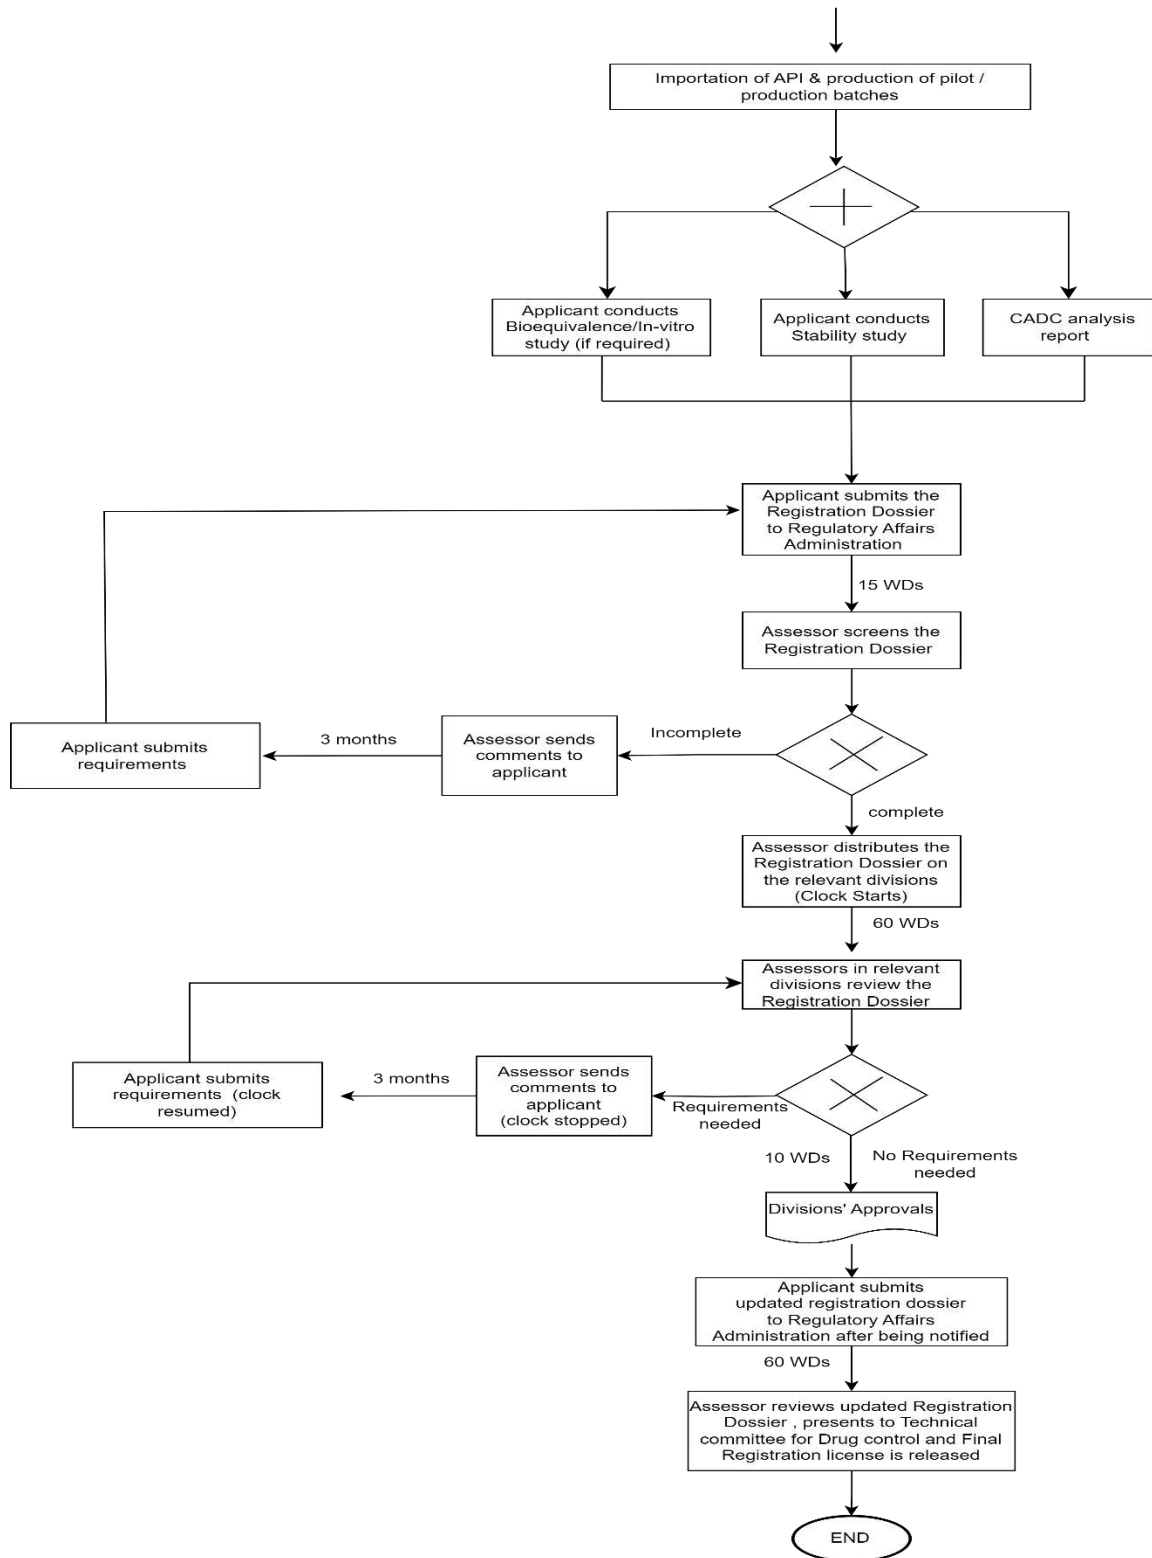 Importation of API & production of pilot /
production batches
Applicant conducts
Bioequivalence/In-vitro
study (if required)
Applicant conducts
Stability study
CADC analysis
report
Applicant submits the
Registration Dossier
to Regulatory Affairs
Administration
15 WDs
Assessor screens the
Registration Dossier
Incomplete
Assessor sends
comments to
applicant
3 months
Applicant submits
requirements
complete
Assessor distributes the
Registration Dossier on
the relevant divisions
(Clock Starts)
60 WDs
Assessors in relevant
divisions review the
Registration Dossier
Requirements
needed
Assessor sends
comments to
applicant
(clock stopped)
3 months
Applicant submits
requirements (clock
resumed)
10 WDs
No Requirements
needed
Divisions' Approvals
Applicant submits
updated registration dossier
to Regulatory Affairs
Administration after being notified
60 WDs
Assessor reviews updated Registration
Dossier , presents to Technical
committee for Drug control and Final
Registration license is released
END